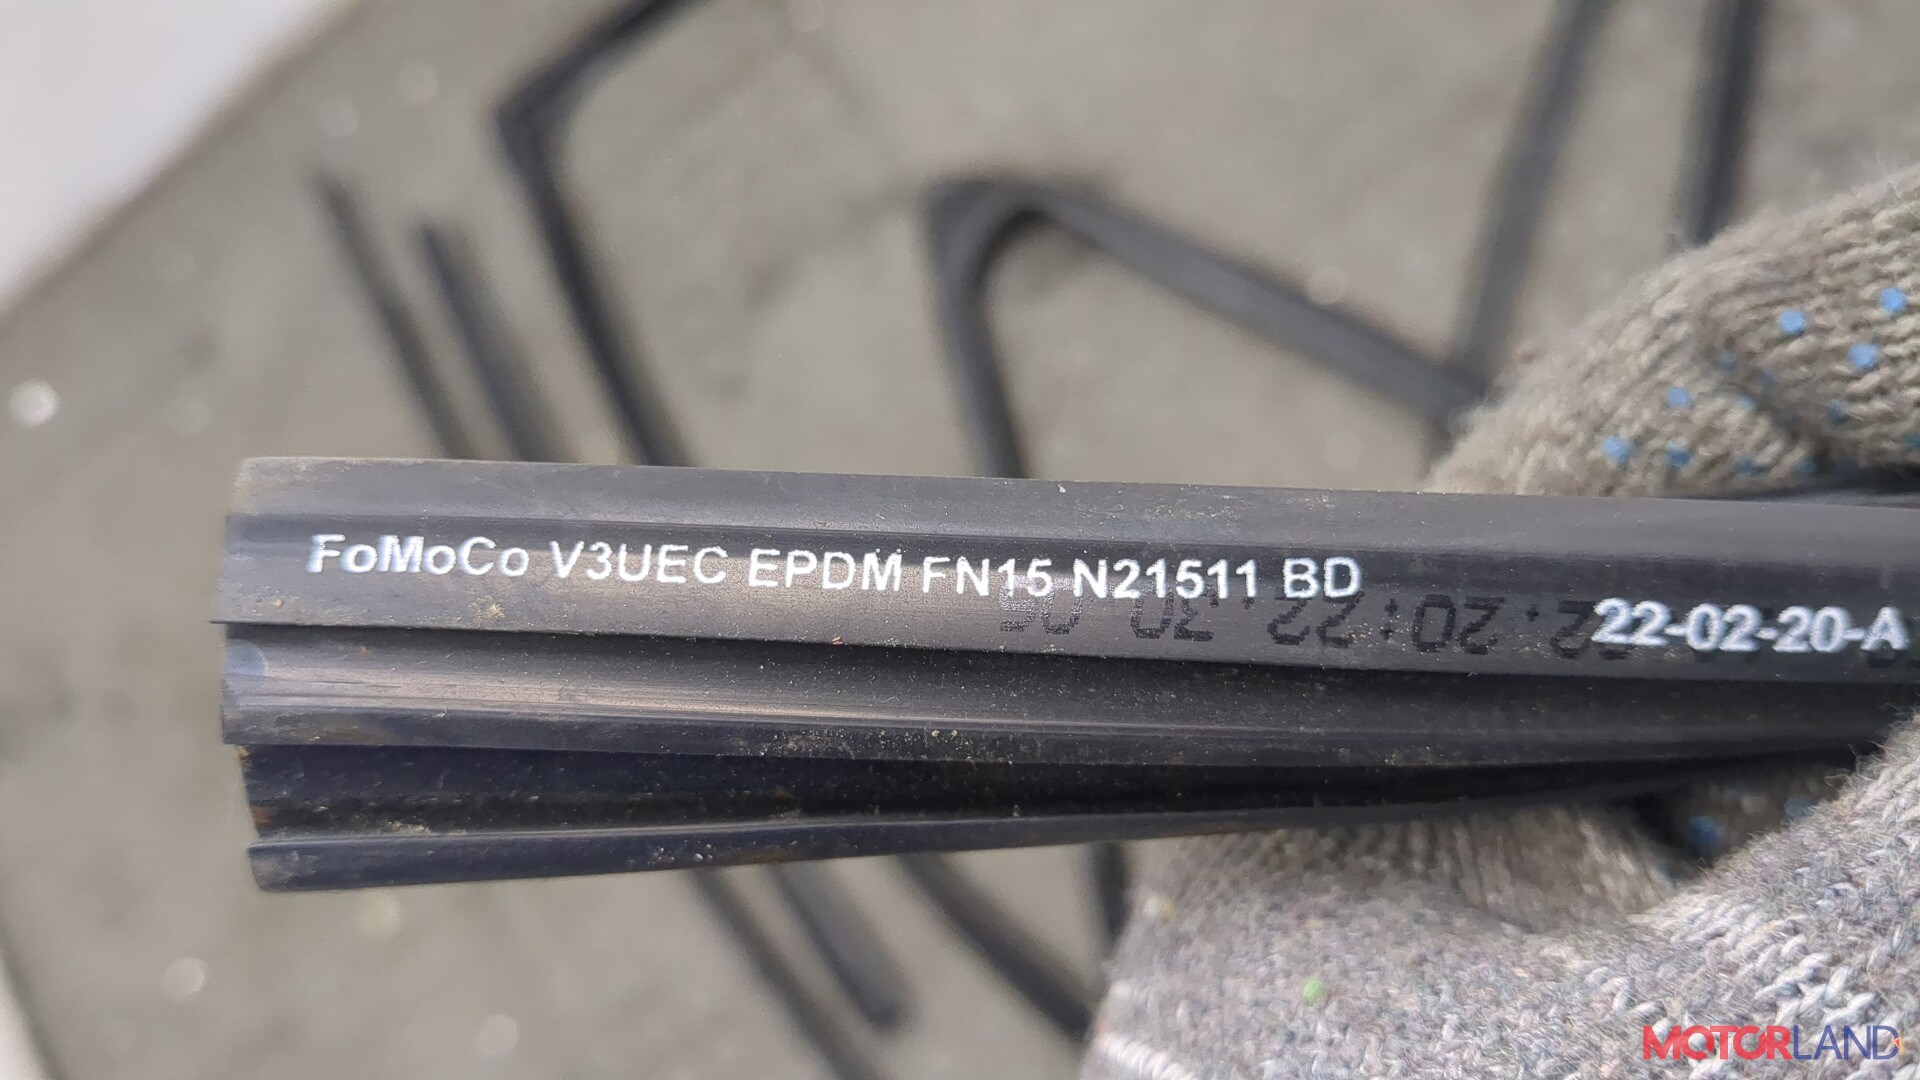 FoMoCo V3UEC EPDM FN15 N21511 BD
22-02-20-A
MOTORLAND